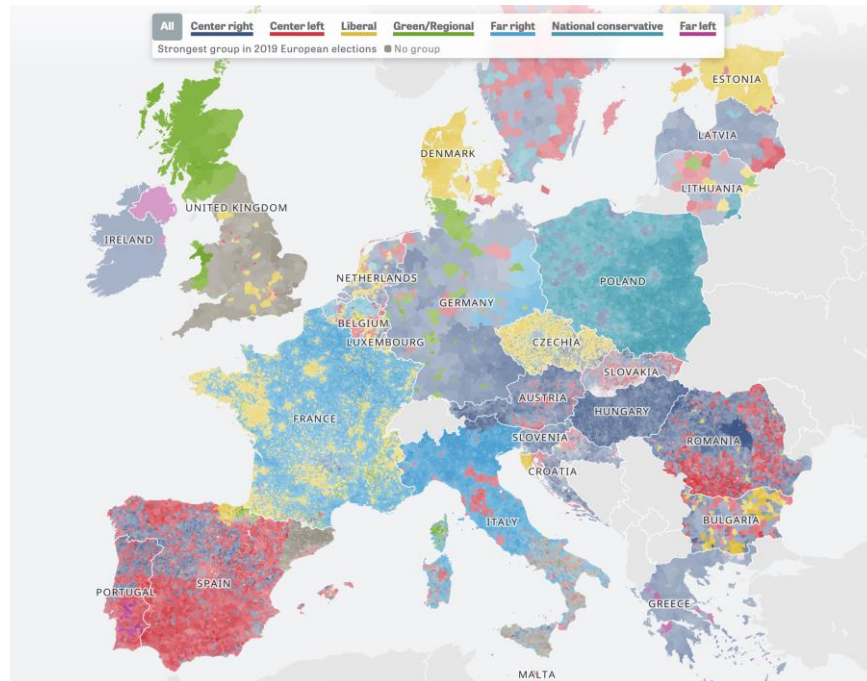 All Center right Center left Liberal Green/Regional Far right National conservative Far left
Strongest group in 2019 European elections No group
ESTONIA
LATVIA
DENMARK
LITHUANIA
UNITED KINGDOM
IRELAND
NETHERLANDS
POLAND
GERMANY
BELGIUM
LUXEMBOURG
CZECHIA
SLOVAKIA
AUSTRIA
HUNGARY
FRANCE
SLOVENIA
ROMANIA
CROATIA
ITALY
BULGARIA
SPAIN
PORTUGAL
GREECE
MALTA